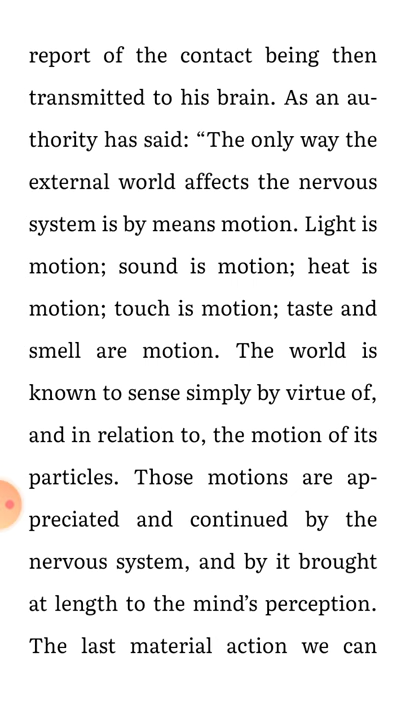 report of the contact being then
transmitted to his brain. As an au-
thority has said: “The only way the
external world affects the nervous
system is by means motion. Light is
motion; sound is motion; heat is
motion; touch is motion; taste and
smell are motion. The world is
known to sense simply by virtue of,
and in relation to, the motion of its
particles. Those motions are ap-
preciated and continued by the
nervous system, and by it brought
at length to the mind’s perception.
The last material action we can